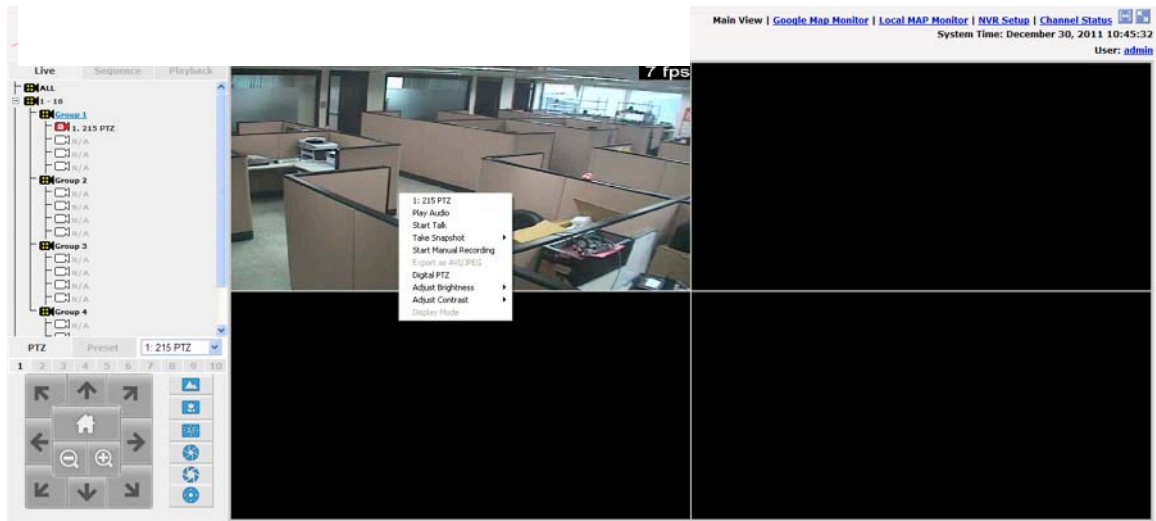 Main View | Google Map Monitor | Local MAP Monitor | NVR Setup | Channel Status
System Time: December 30, 2011 10:45:32
User: admin
Live Sequence Playback
7 fps
ALL
1 - 16
Group 1
1. 215 PTZ
N/A
N/A
N/A
Group 2
N/A
N/A
N/A
N/A
Group 3
N/A
N/A
N/A
N/A
Group 4
N/A
1: 215 PTZ
Play Audio
Start Talk
Take Snapshot
Start Manual Recording
Export as AVI/JPEG
Digital PTZ
Adjust Brightness
Adjust Contrast
Display Mode
PTZ Preset 1: 215 PTZ
1 2 3 4 5 6 7 8 9 10
AF